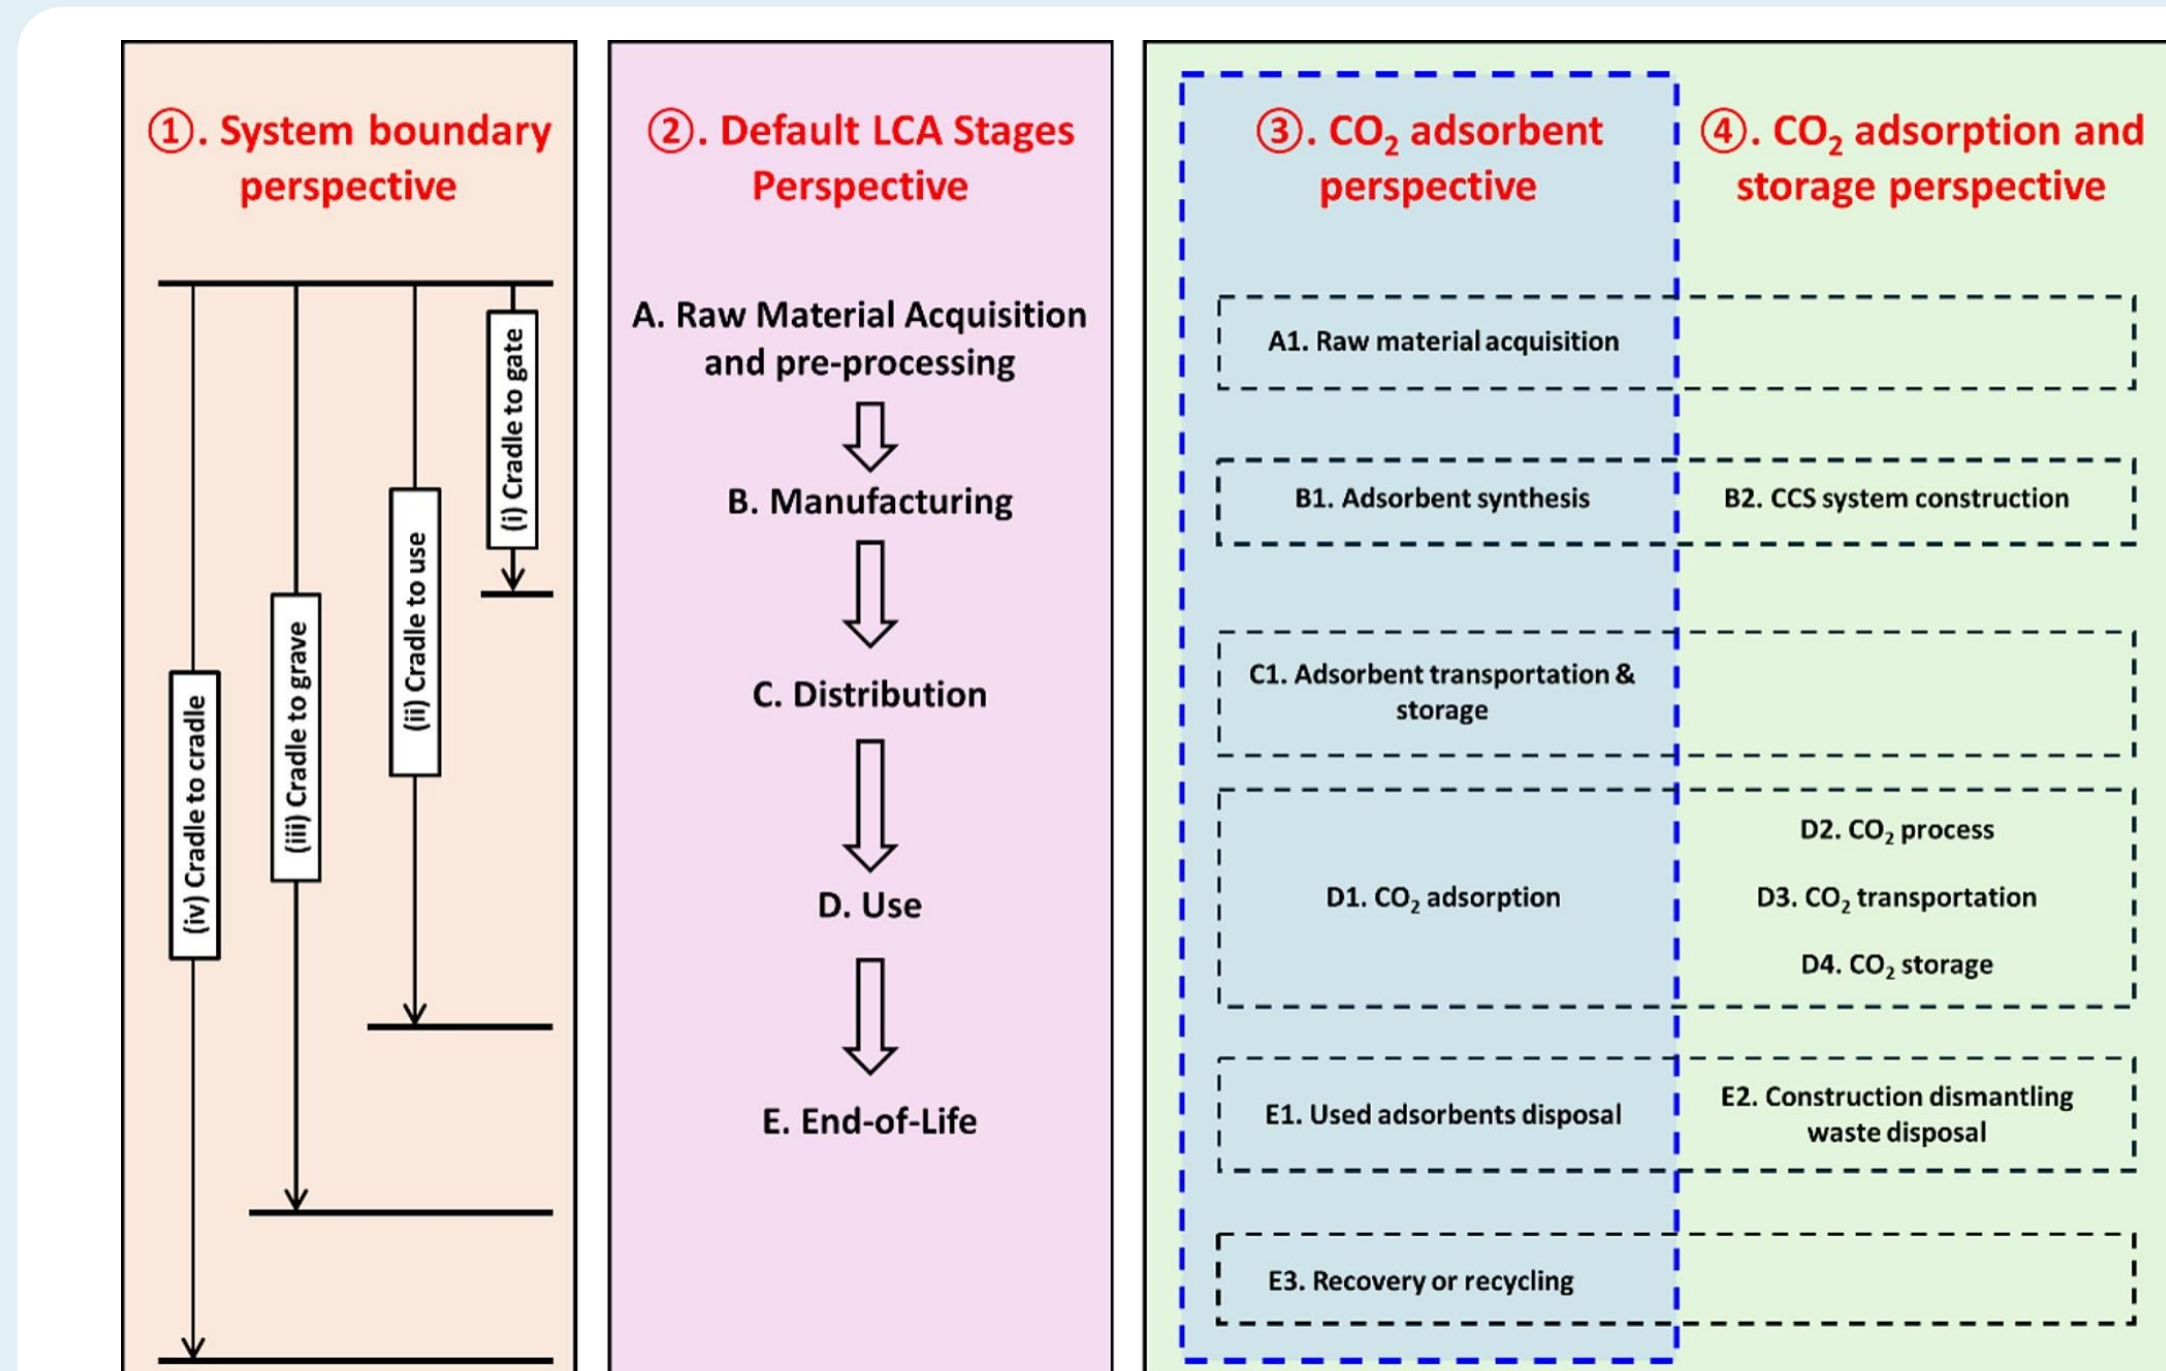 ①. System boundary
perspective
(iv) Cradle to cradle
(iii) Cradle to grave
(ii) Cradle to use
(i) Cradle to gate
②. Default LCA Stages
Perspective
A. Raw Material Acquisition
and pre-processing
B. Manufacturing
C. Distribution
D. Use
E. End-of-Life
③. CO₂ adsorbent
perspective
④. CO₂ adsorption and
storage perspective
A1. Raw material acquisition
B1. Adsorbent synthesis
B2. CCS system construction
C1. Adsorbent transportation &
storage
D1. CO₂ adsorption
D2. CO₂ process
D3. CO₂ transportation
D4. CO₂ storage
E1. Used adsorbents disposal
E2. Construction dismantling
waste disposal
E3. Recovery or recycling